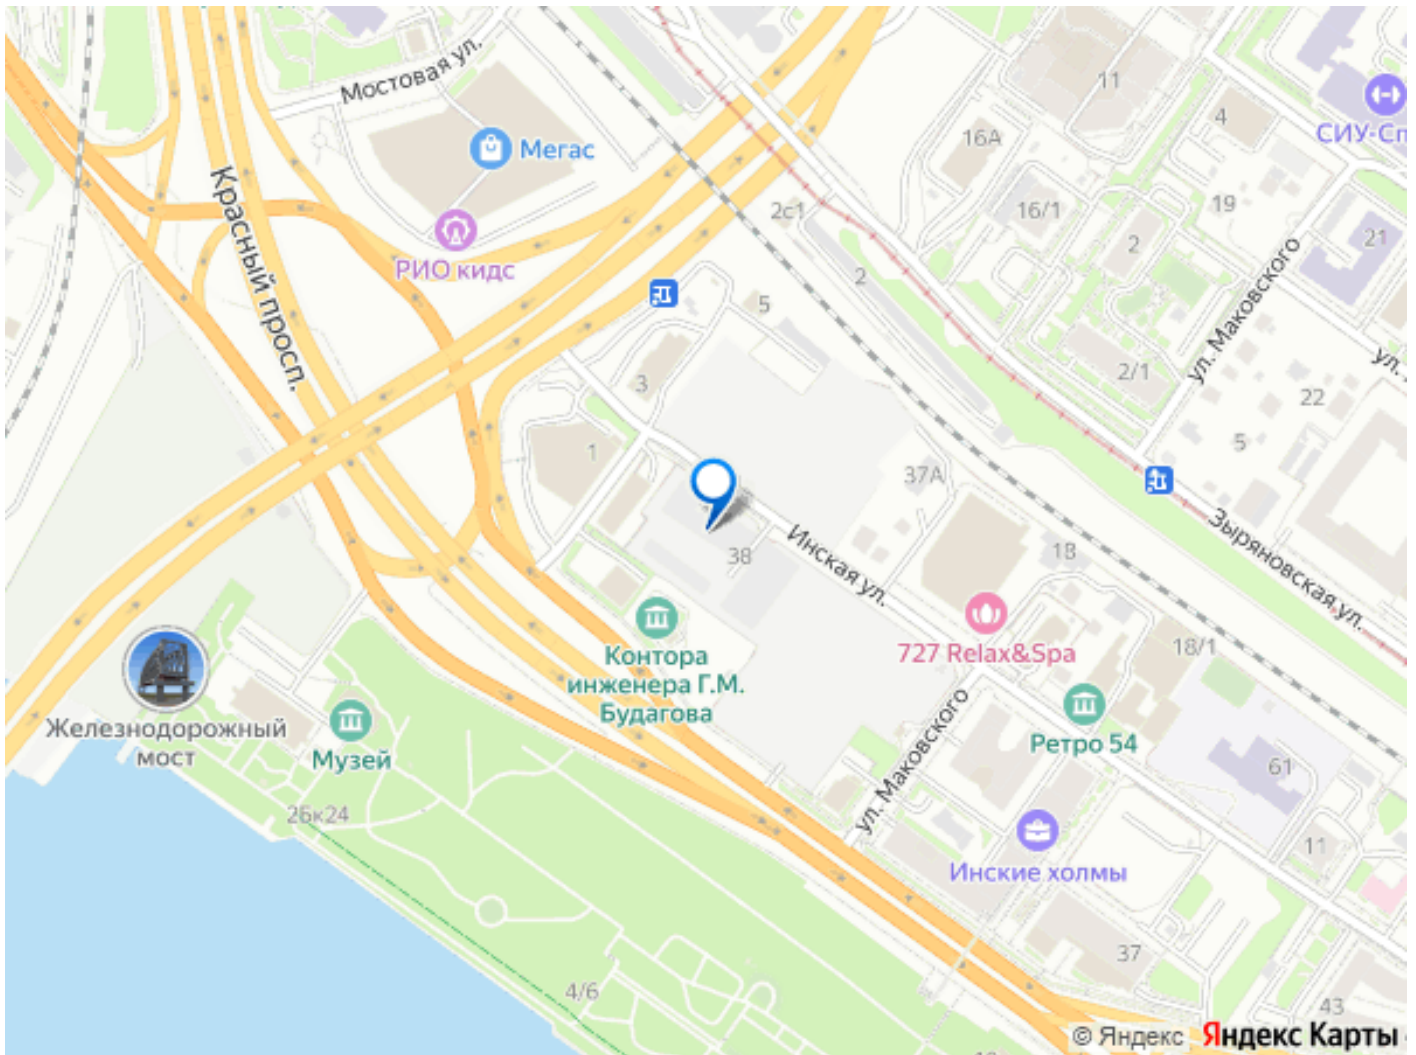 Мостовая ул.
11
4
СИУ-Сп
16А
Мегас
Красный просп.
2с1
16/1
19
2
21
РИО кидс
2
5
ул. Маковского
3
2/1
ул.
22
1
37А
5
38
Инская ул.
18
Зыряновская ул.
Контора
инженера Г.М.
Будагова
727 Relax&Spa
18/1
Железнодорожный
мост
Музей
ул. Маковского
Ретро 54
61
2Бк24
Инские холмы
11
37
4/6
43
© Яндекс
Яндекс Карты